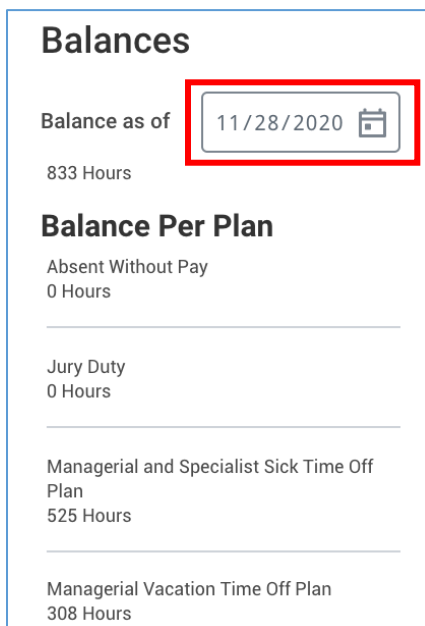 Balances
Balance as of 11/28/2020
833 Hours
Balance Per Plan
Absent Without Pay
0 Hours
Jury Duty
0 Hours
Managerial and Specialist Sick Time Off
Plan
525 Hours
Managerial Vacation Time Off Plan
308 Hours